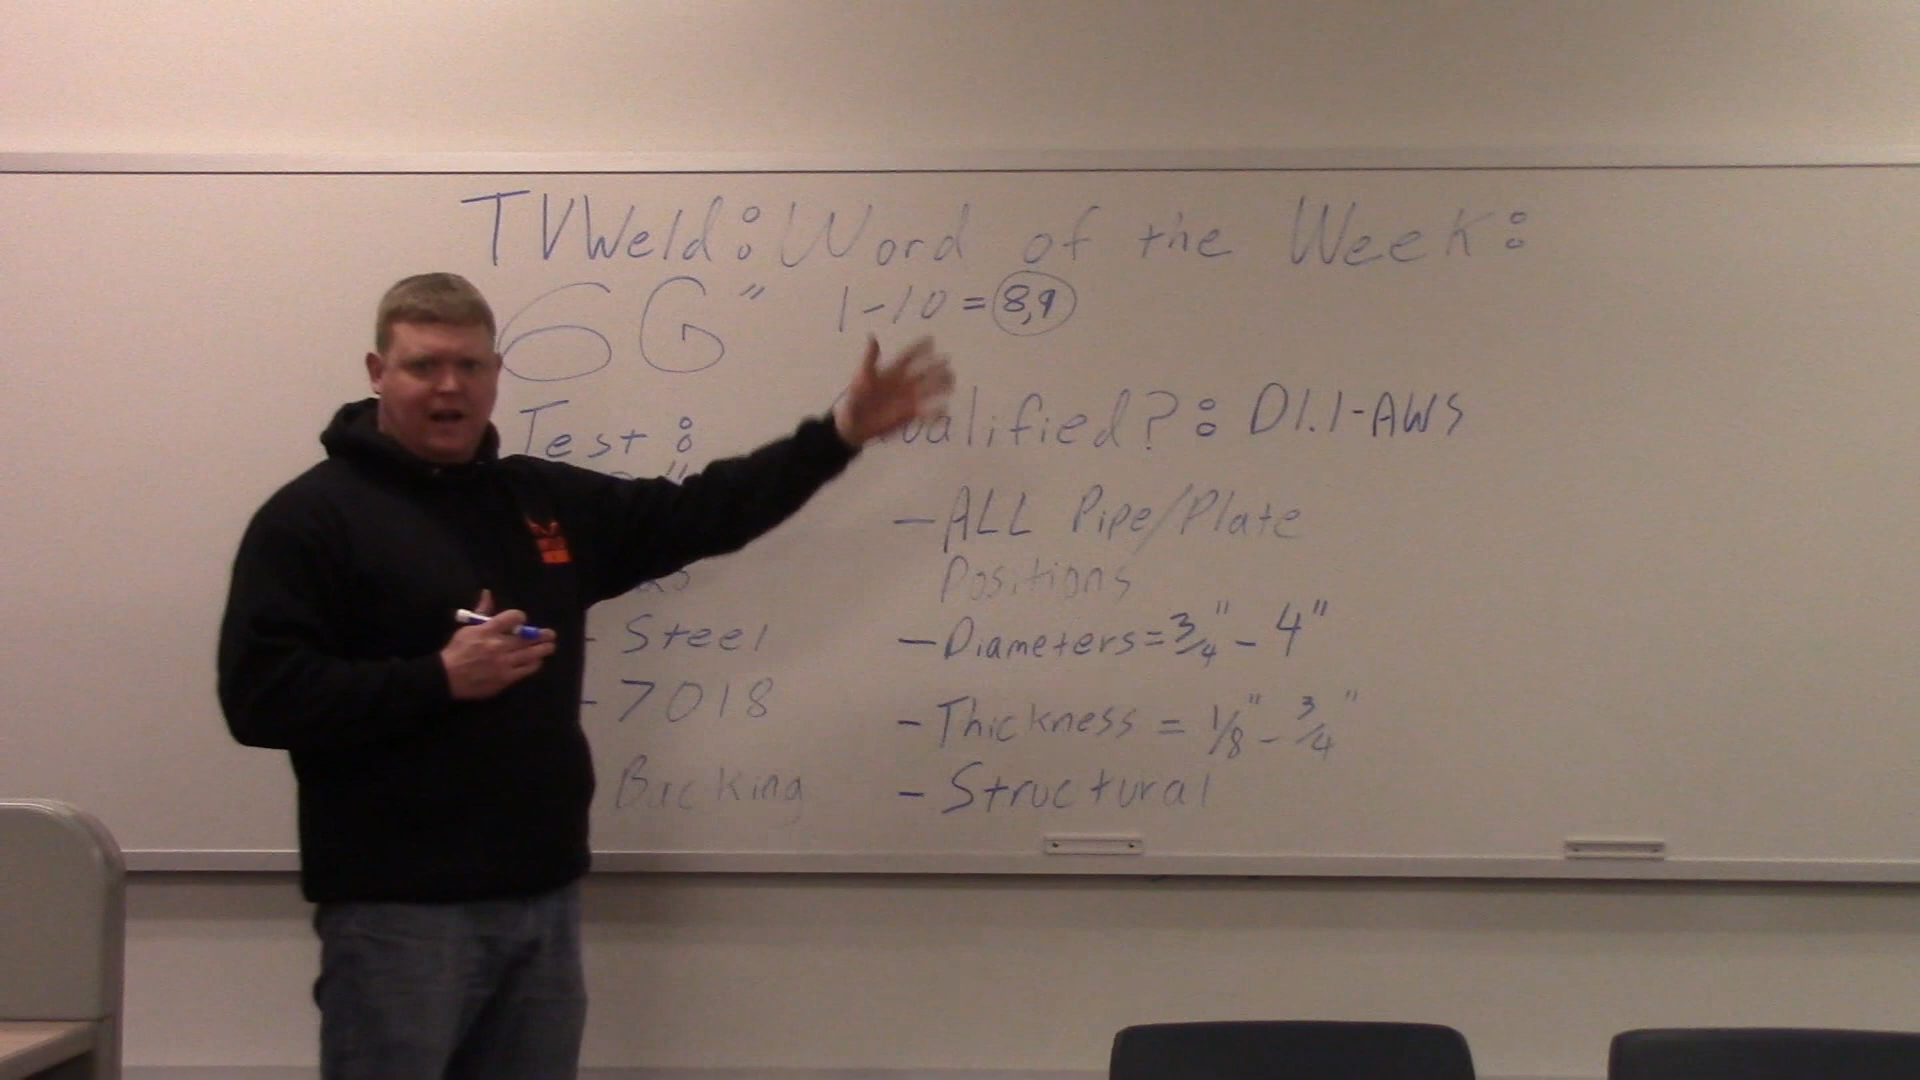 TVWeld: Word of the Week:
6G" 1-10 = 8,9
Test: Qualified?: D1.1-AWS
- ALL Pipe/Plate
Positions
- Steel
- Diameters = 3/4" - 4"
- 7018
- Thickness = 1/8" - 3/4"
Backing
- Structural